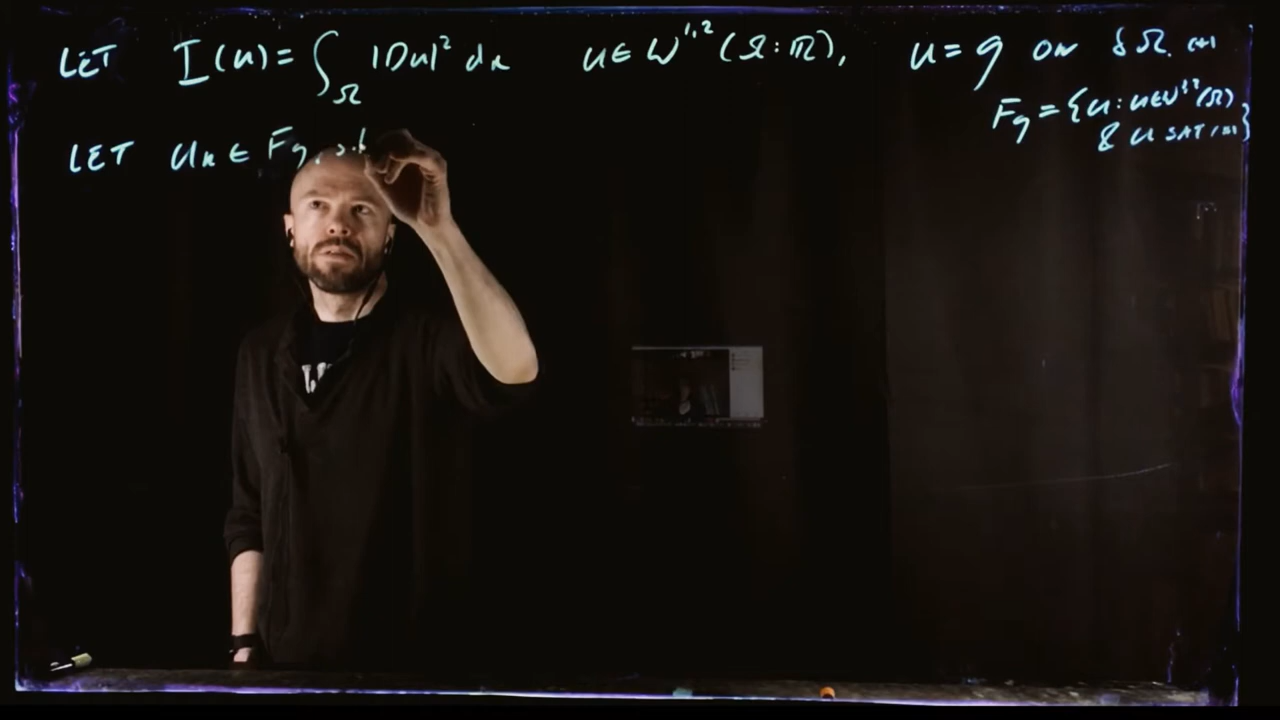 LET I(u) = ∫_Ω |Du|² dx u ∈ W^{1,2}(Ω:ℝ), u = g on ∂Ω. (*)
F_g = {u: u∈W^{1,2}(Ω)
& u SAT (*)}
LET u_k ∈ F_g, s.t